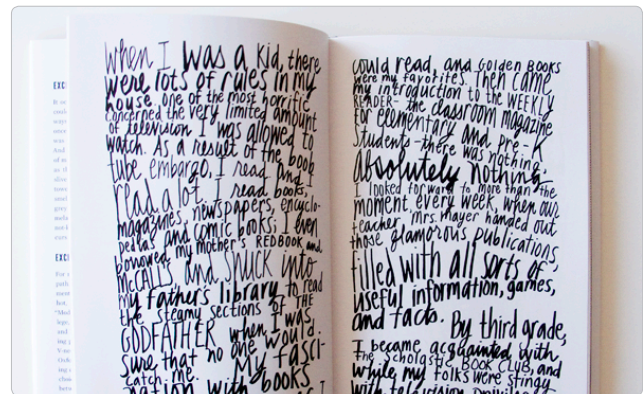 when I was a kid, there
were lots of rules in my
house. one of the most horrific
concerned the very limited amount
of television I was allowed to
watch. As a result of the boob
tube embargo, I read and I
read a lot. I read books,
magazines, newspapers, encyclo-
pedias and comic books; I even
borrowed my mother's REDBOOK and
McCALLS and snuck into
my father's library to read
the steamy sections of THE
GODFATHER when I was
sure that no one would
catch me. My fasci-
nation with books
could read, and GOLDEN BOOKS
were my favorites. Then came
my introduction to the WEEKLY
READER- the classroom magazine
for elementary and pre-K
students-there was nothing,
absolutely nothing
I looked forward to more than the
moment every week, when our
teacher, mrs. mayer handed out
those glamorous publications,
filled with all sorts of
useful information, games,
and facts. By third grade,
I became acquainted with
the Scholastic BOOK CLUB, and
while my folks were stingy
with television